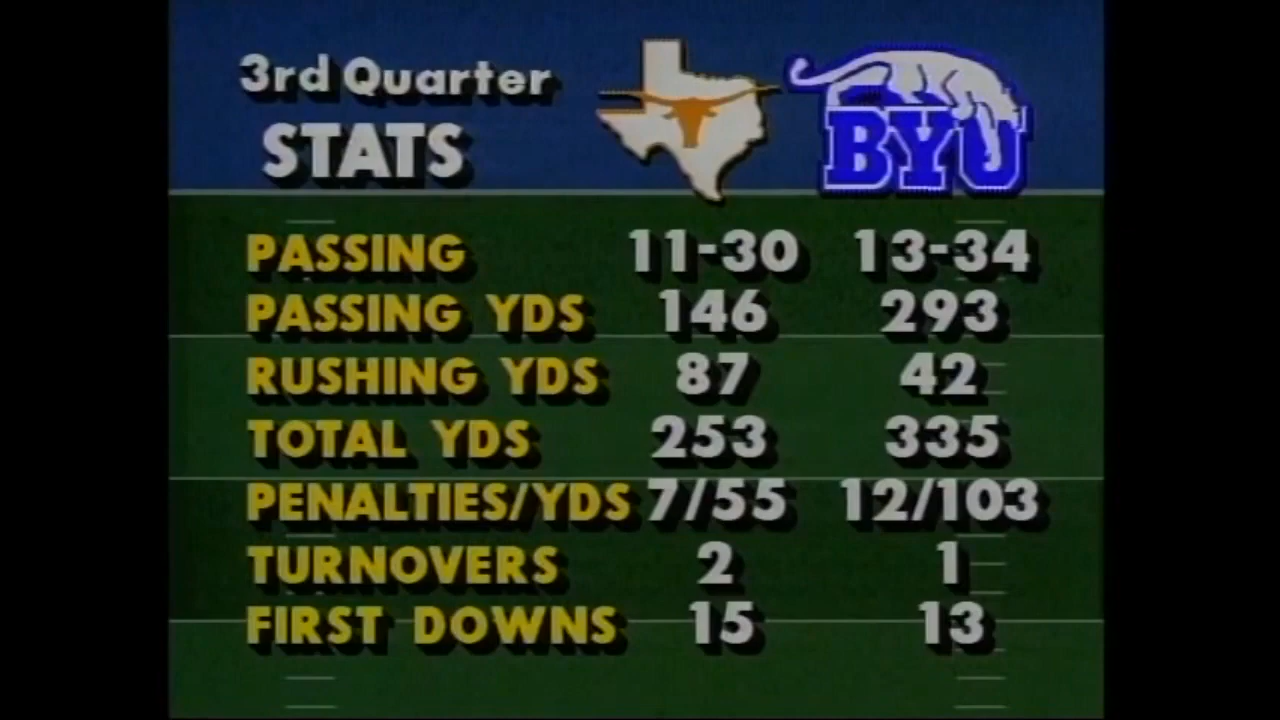 3rd Quarter
STATS
BYU
PASSING 11-30 13-34
PASSING YDS 146 293
RUSHING YDS 87 42
TOTAL YDS 253 335
PENALTIES/YDS 7/55 12/103
TURNOVERS 2 1
FIRST DOWNS 15 13